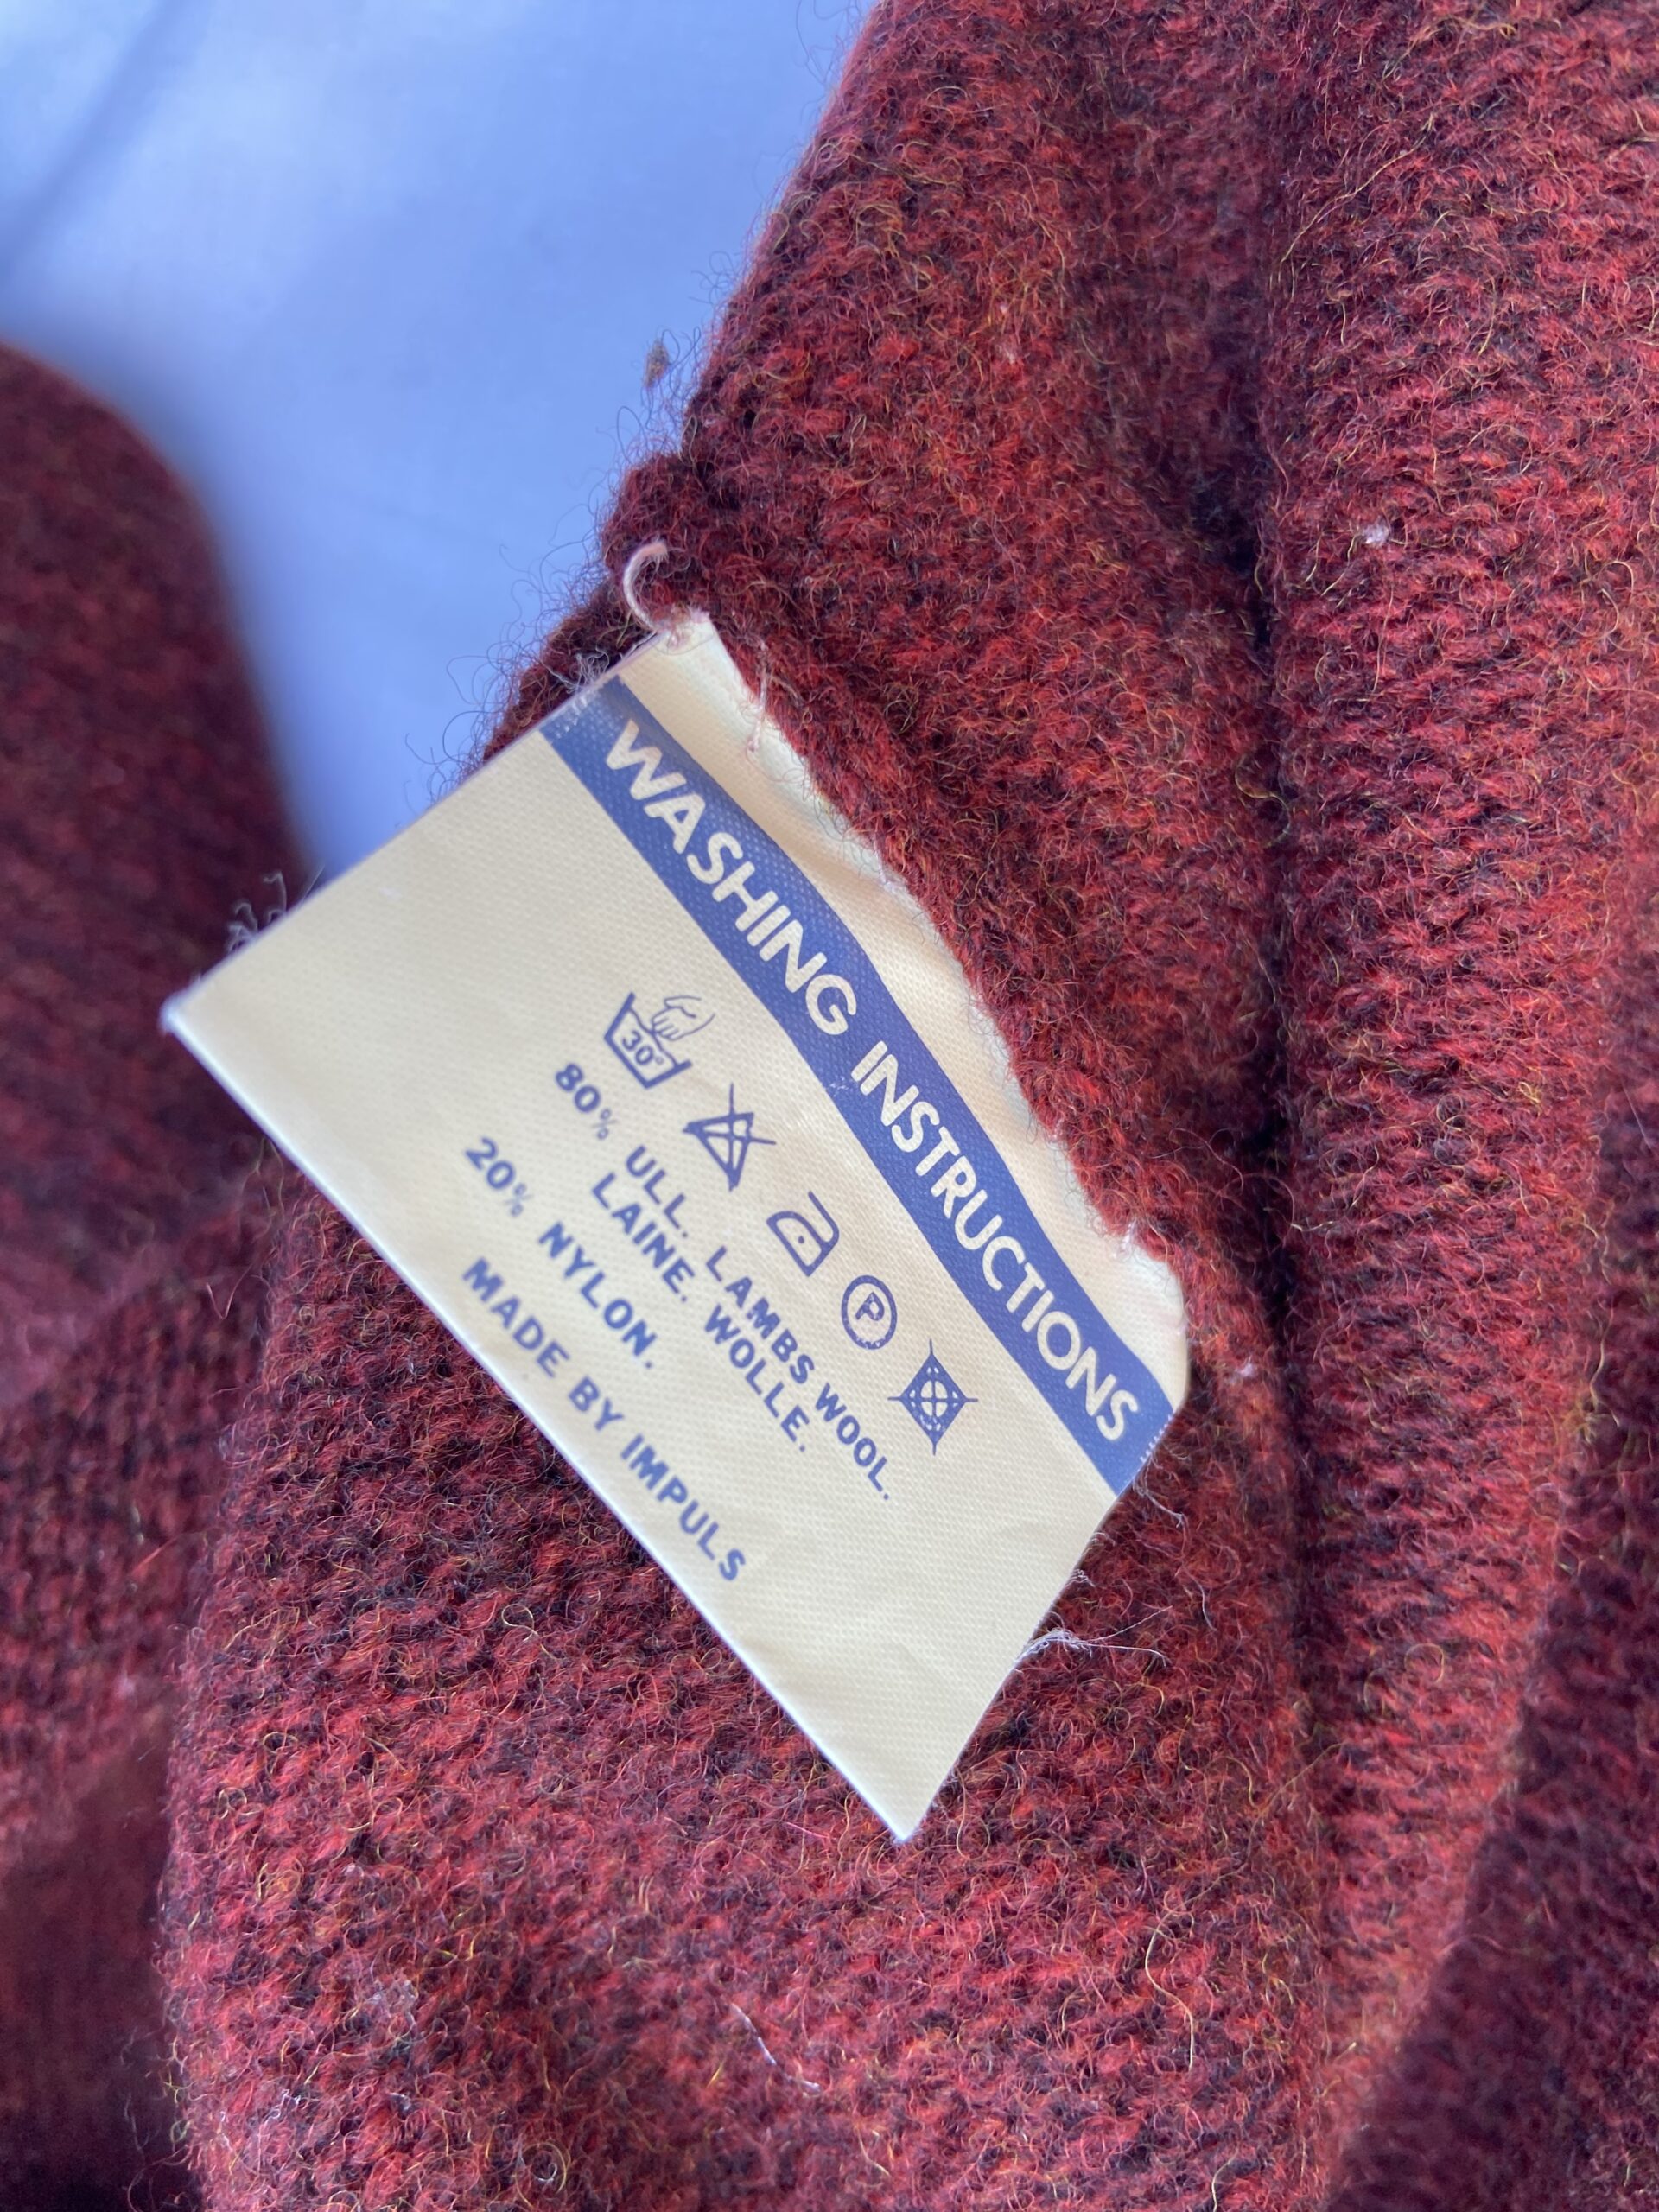 WASHING INSTRUCTIONS
30° P
80% ULL. LAMBS WOOL.
LAINE. WOLLE.
20% NYLON.
MADE BY IMPULS